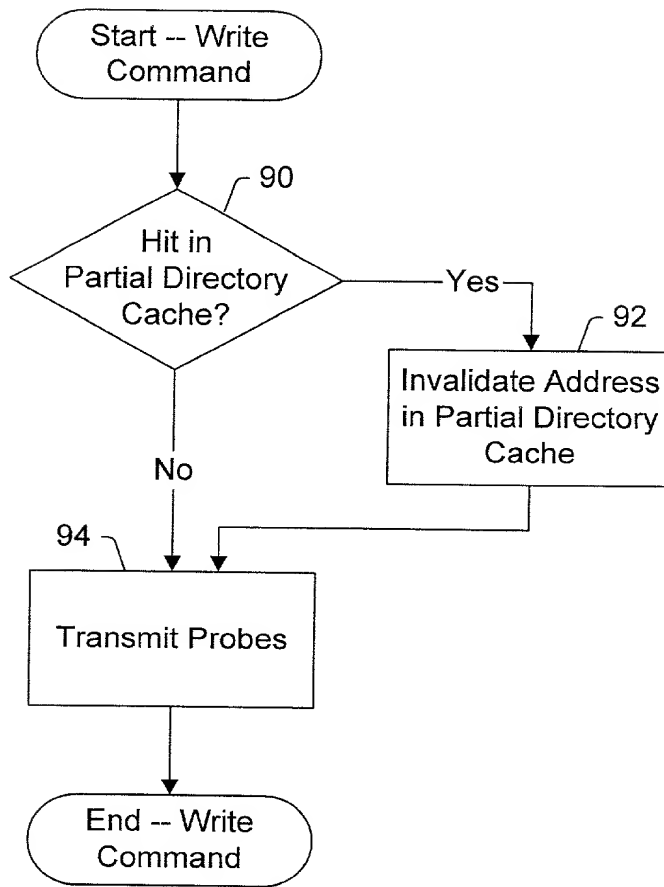 Start -- Write
Command
90
Hit in
Partial Directory
Cache?
Yes
92
Invalidate Address
in Partial Directory
Cache
No
94
Transmit Probes
End -- Write
Command